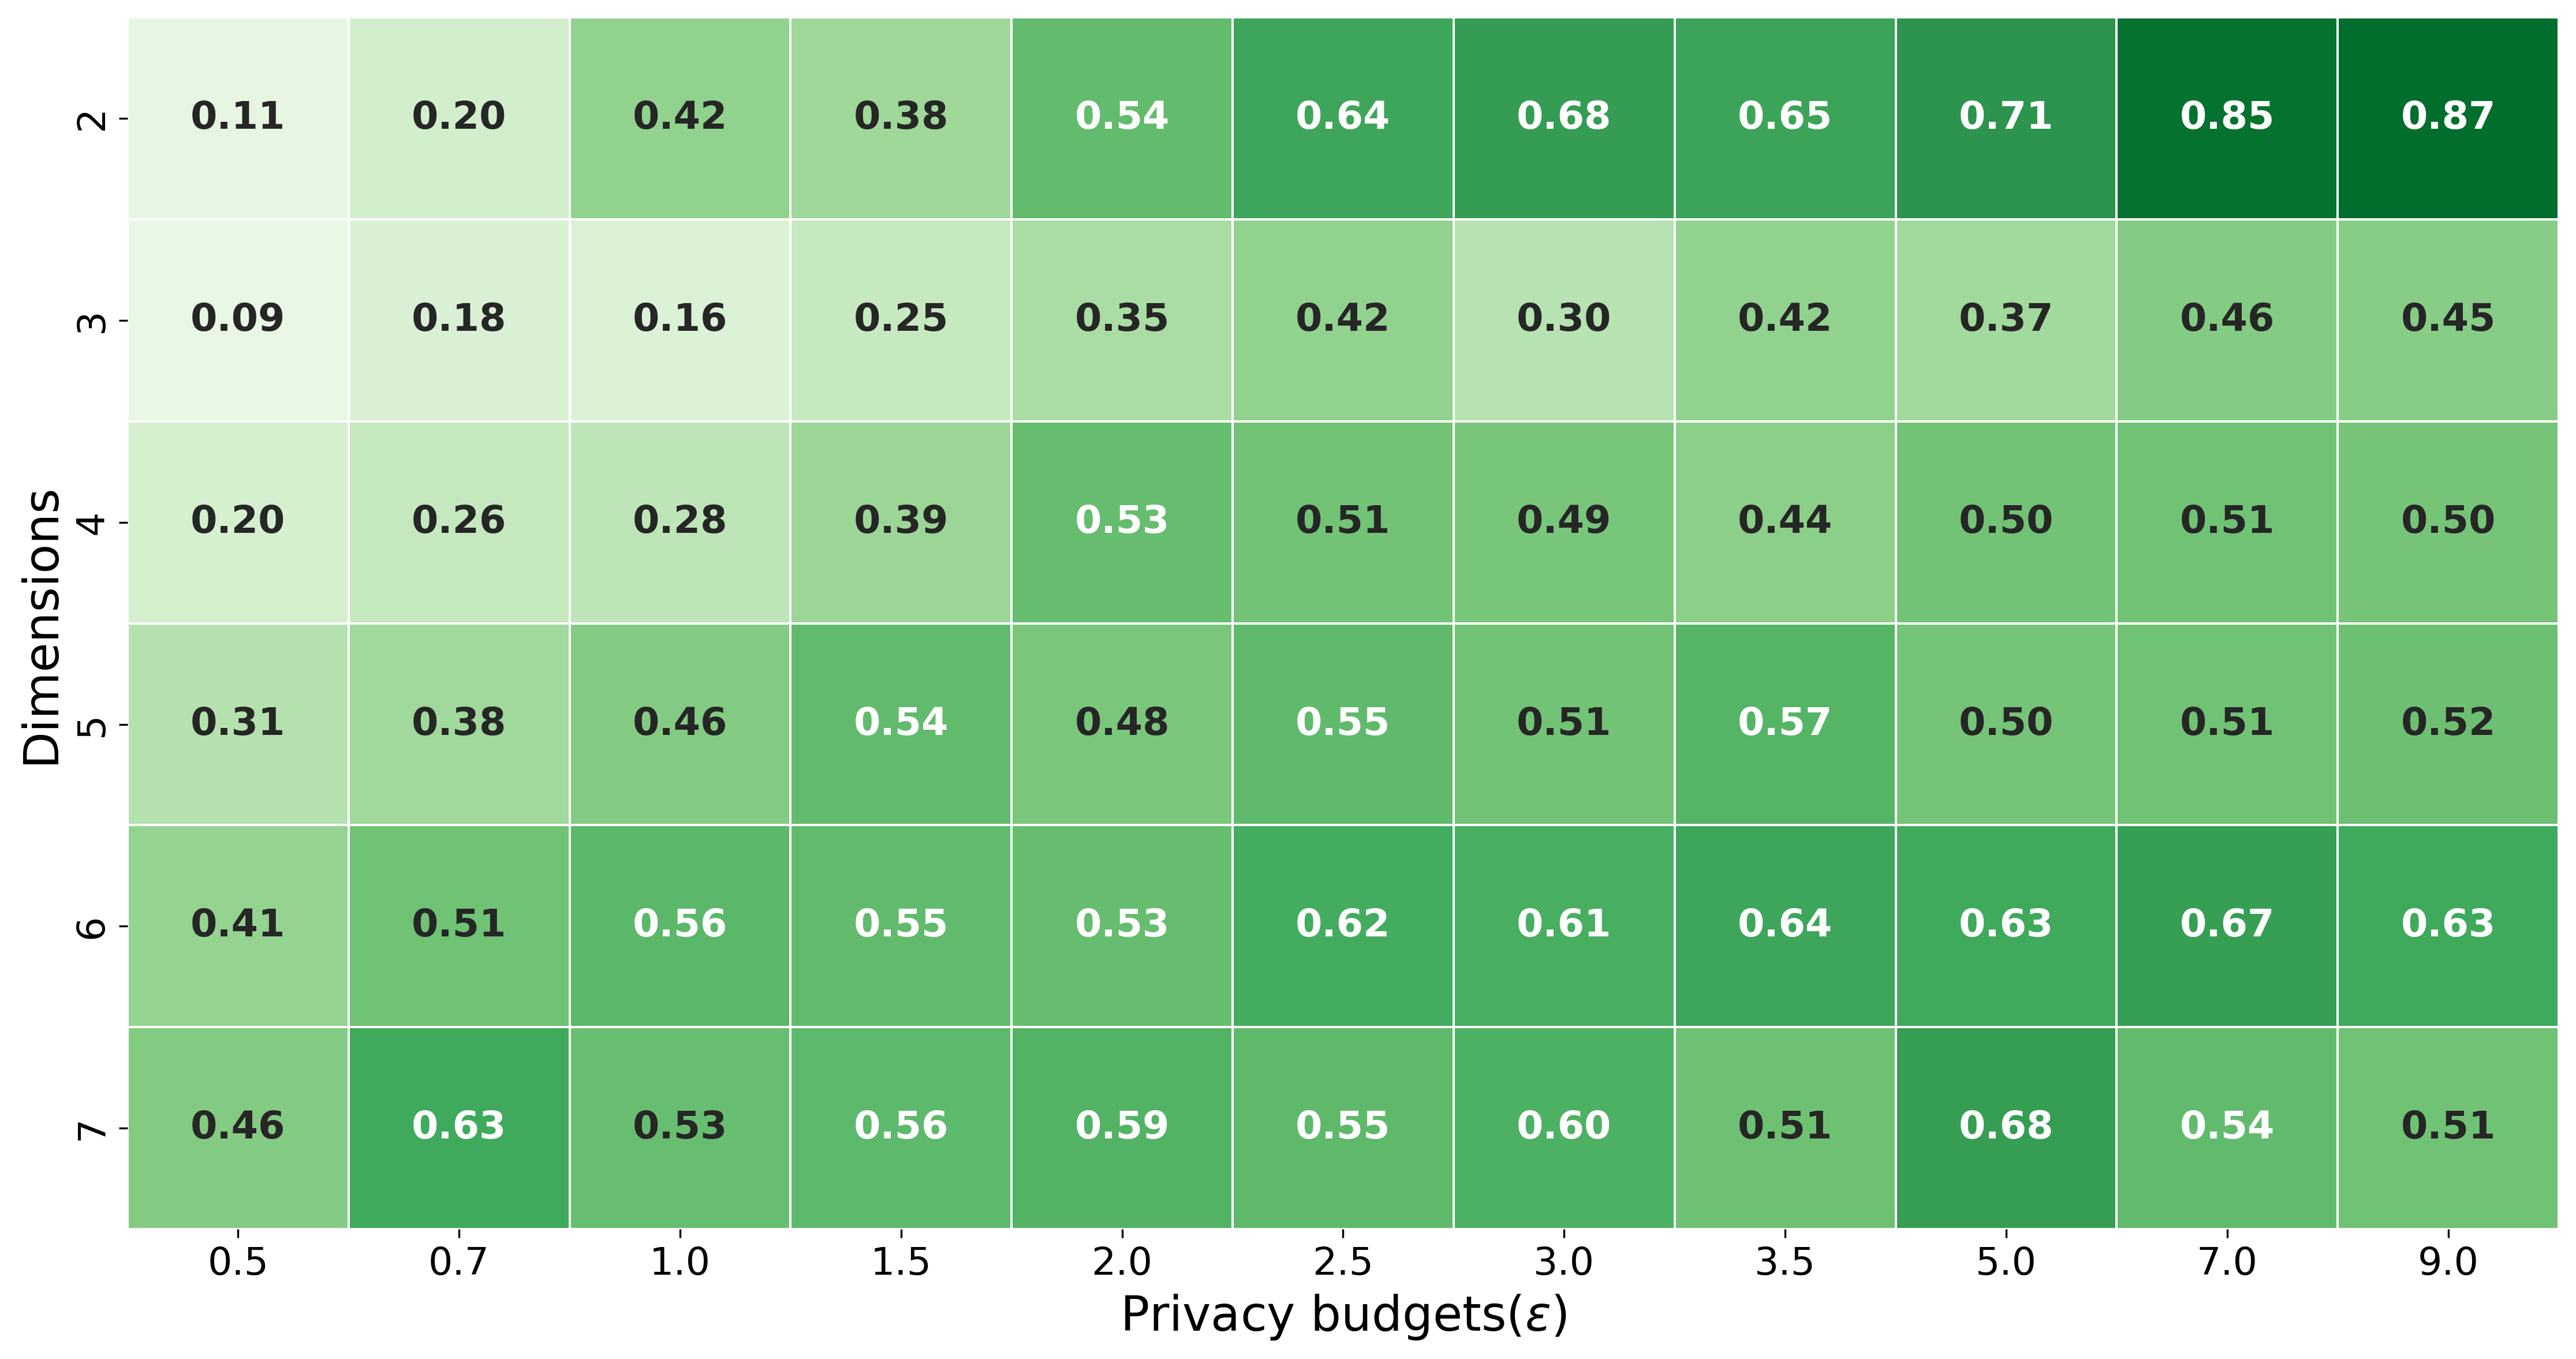 2 0.11 0.20 0.42 0.38 0.54 0.64 0.68 0.65 0.71 0.85 0.87
3 0.09 0.18 0.16 0.25 0.35 0.42 0.30 0.42 0.37 0.46 0.45
4 0.20 0.26 0.28 0.39 0.53 0.51 0.49 0.44 0.50 0.51 0.50
5 0.31 0.38 0.46 0.54 0.48 0.55 0.51 0.57 0.50 0.51 0.52
6 0.41 0.51 0.56 0.55 0.53 0.62 0.61 0.64 0.63 0.67 0.63
7 0.46 0.63 0.53 0.56 0.59 0.55 0.60 0.51 0.68 0.54 0.51
0.5 0.7 1.0 1.5 2.0 2.5 3.0 3.5 5.0 7.0 9.0
Dimensions
Privacy budgets(ε)